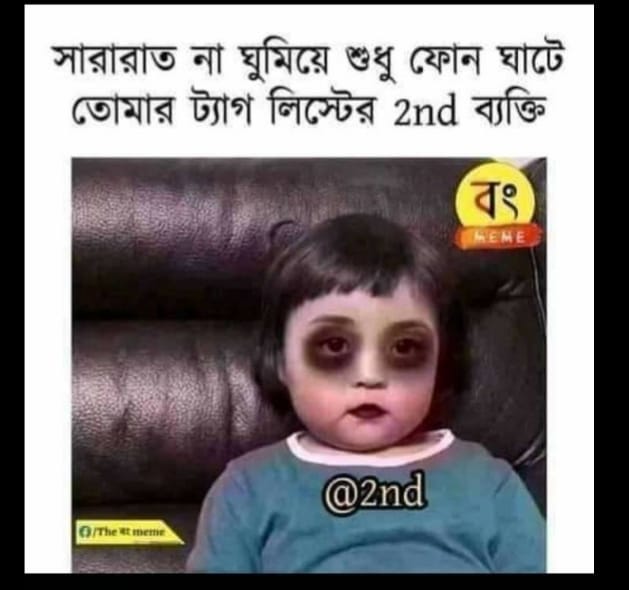 সারারাত না ঘুমিয়ে শুধু ফোন ঘাটে
তোমার ট্যাগ লিস্টের 2nd ব্যক্তি
বং
MEME
@2nd
/The বং meme